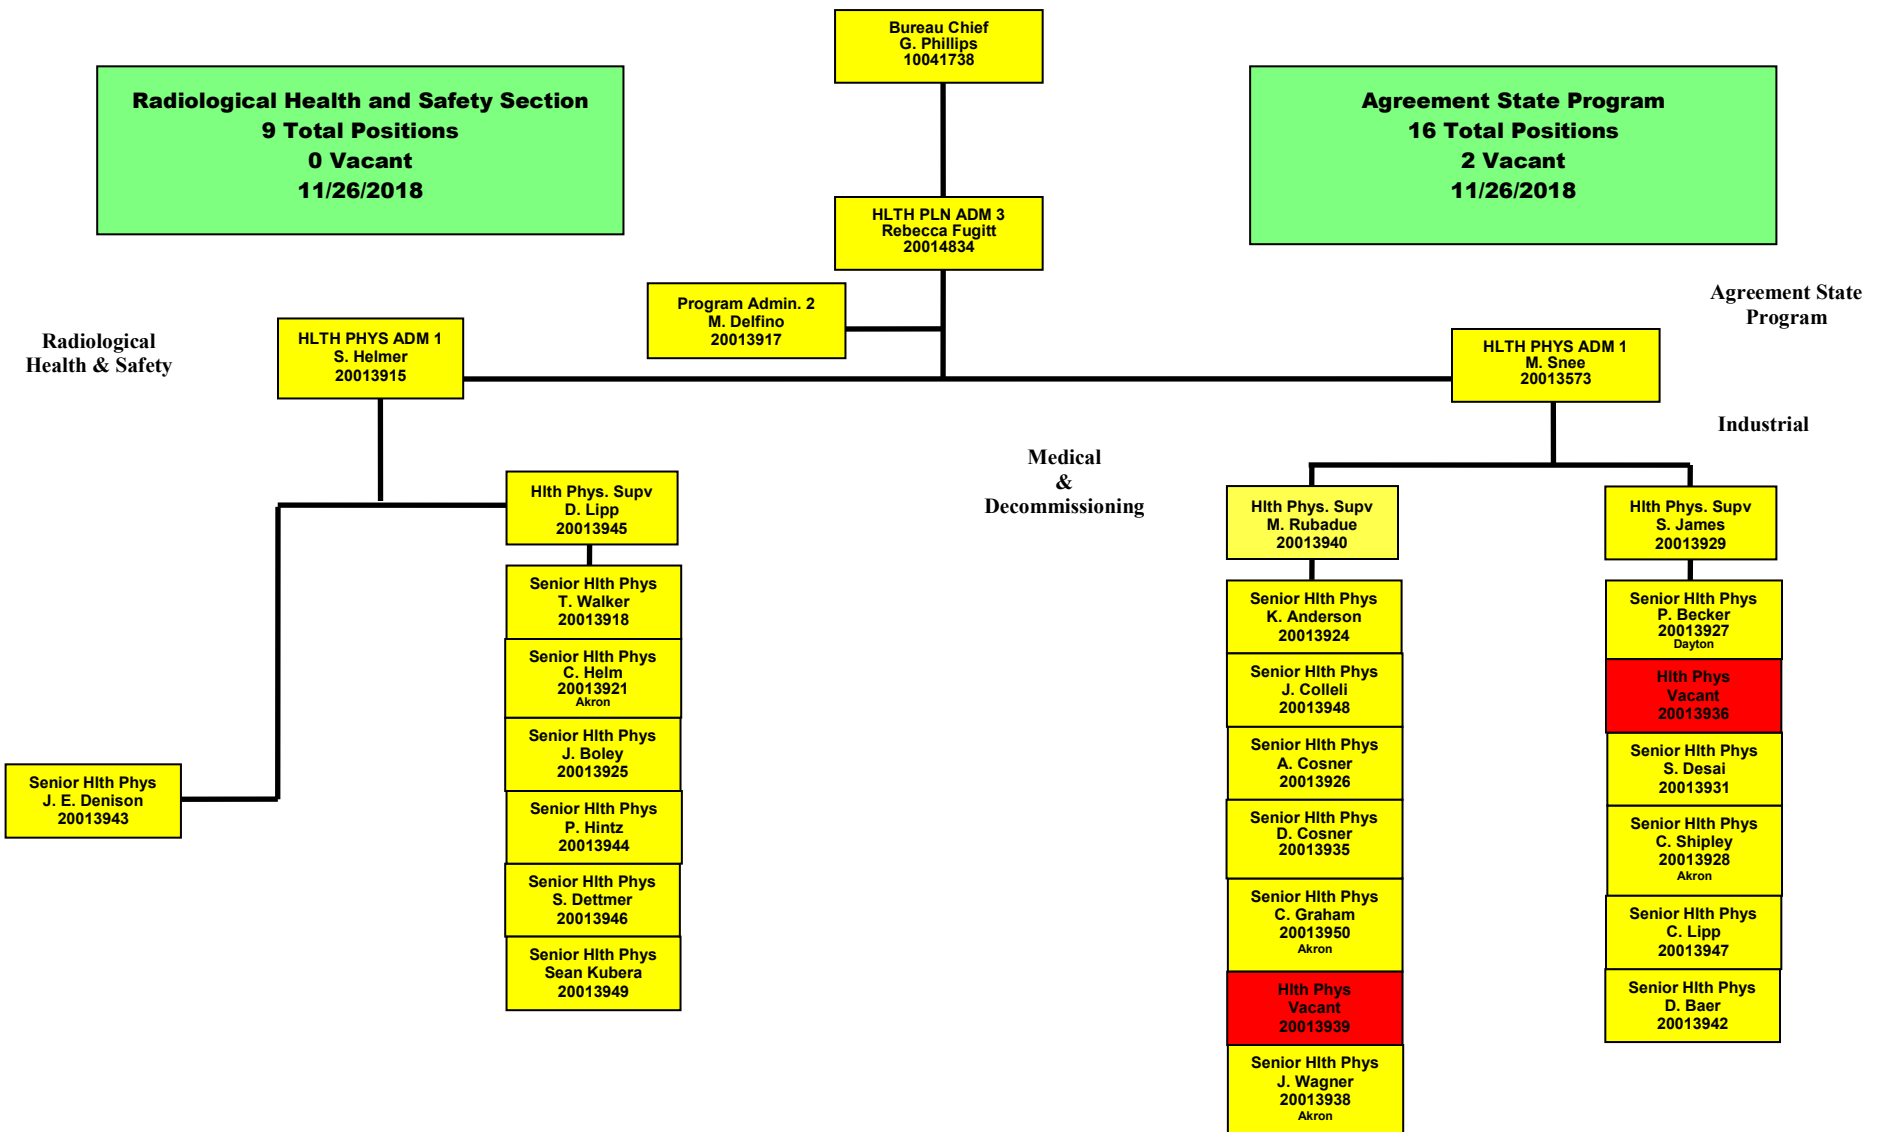 Bureau Chief
G. Phillips
10041738
Radiological Health and Safety Section
9 Total Positions
0 Vacant
11/26/2018
Agreement State Program
16 Total Positions
2 Vacant
11/26/2018
HLTH PLN ADM 3
Rebecca Fugitt
20014834
Program Admin. 2
M. Delfino
20013917
Agreement State
Program
Radiological
Health & Safety
HLTH PHYS ADM 1
S. Helmer
20013915
HLTH PHYS ADM 1
M. Snee
20013573
Industrial
Medical
&
Decommissioning
Hlth Phys. Supv
D. Lipp
20013945
Senior Hlth Phys
T. Walker
20013918
Senior Hlth Phys
C. Helm
20013921
Akron
Senior Hlth Phys
J. Boley
20013925
Senior Hlth Phys
P. Hintz
20013944
Senior Hlth Phys
S. Dettmer
20013946
Senior Hlth Phys
Sean Kubera
20013949
Senior Hlth Phys
J. E. Denison
20013943
Hlth Phys. Supv
M. Rubadue
20013940
Senior Hlth Phys
K. Anderson
20013924
Senior Hlth Phys
J. Colleli
20013948
Senior Hlth Phys
A. Cosner
20013926
Senior Hlth Phys
D. Cosner
20013935
Senior Hlth Phys
C. Graham
20013950
Akron
Hlth Phys
Vacant
20013939
Senior Hlth Phys
J. Wagner
20013938
Akron
Hlth Phys. Supv
S. James
20013929
Senior Hlth Phys
P. Becker
20013927
Dayton
Hlth Phys
Vacant
20013936
Senior Hlth Phys
S. Desai
20013931
Senior Hlth Phys
C. Shipley
20013928
Akron
Senior Hlth Phys
C. Lipp
20013947
Senior Hlth Phys
D. Baer
20013942